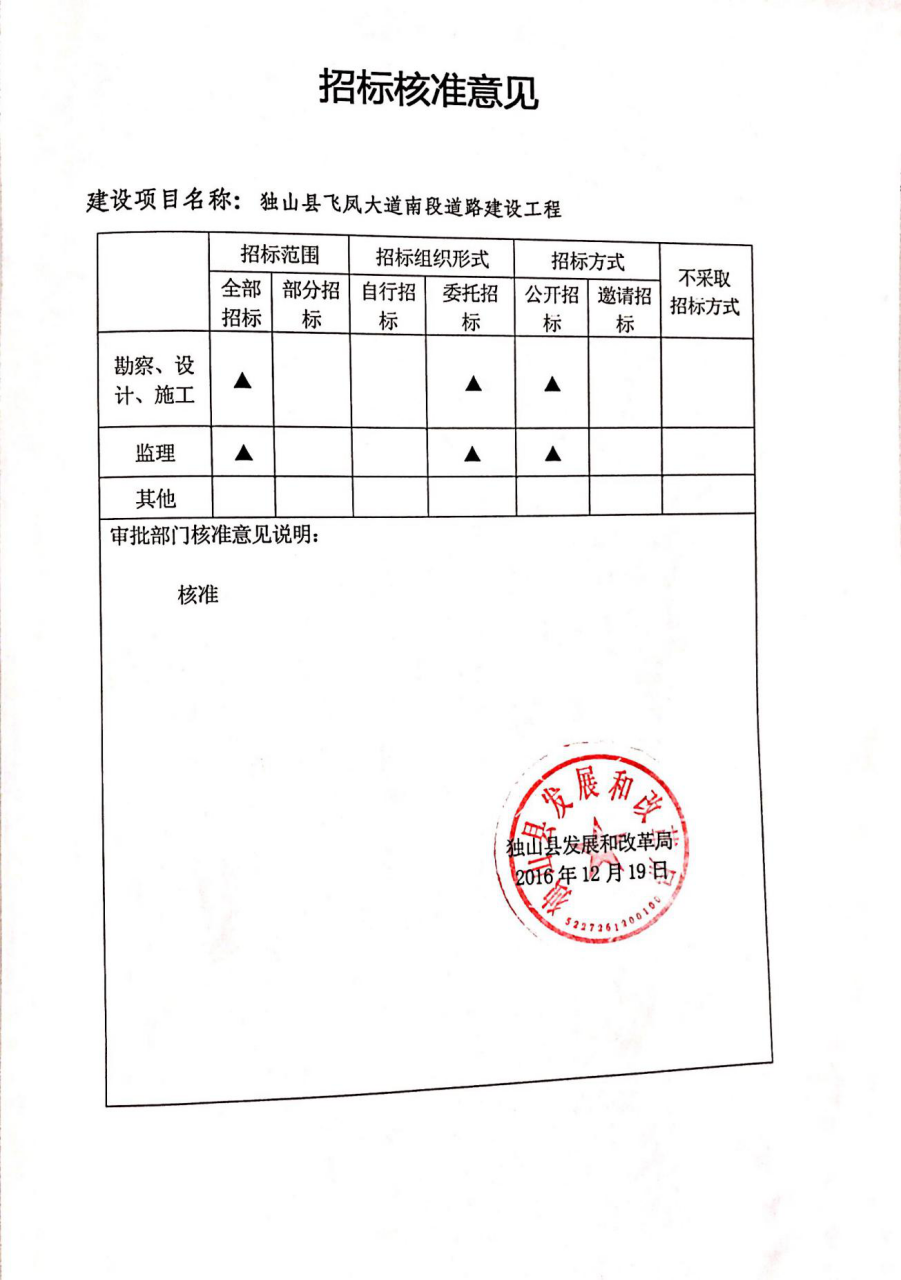 招标核准意见
建设项目名称：独山县飞凤大道南段道路建设工程
招标范围 招标组织形式 招标方式 不采取招标方式
全部招标 部分招标 自行招标 委托招标 公开招标 邀请招标
勘察、设计、施工 ▲ ▲ ▲
监理 ▲ ▲ ▲
其他
审批部门核准意见说明：
核准
独山县发展和改革局
2016年12月19日
独山县发展和改